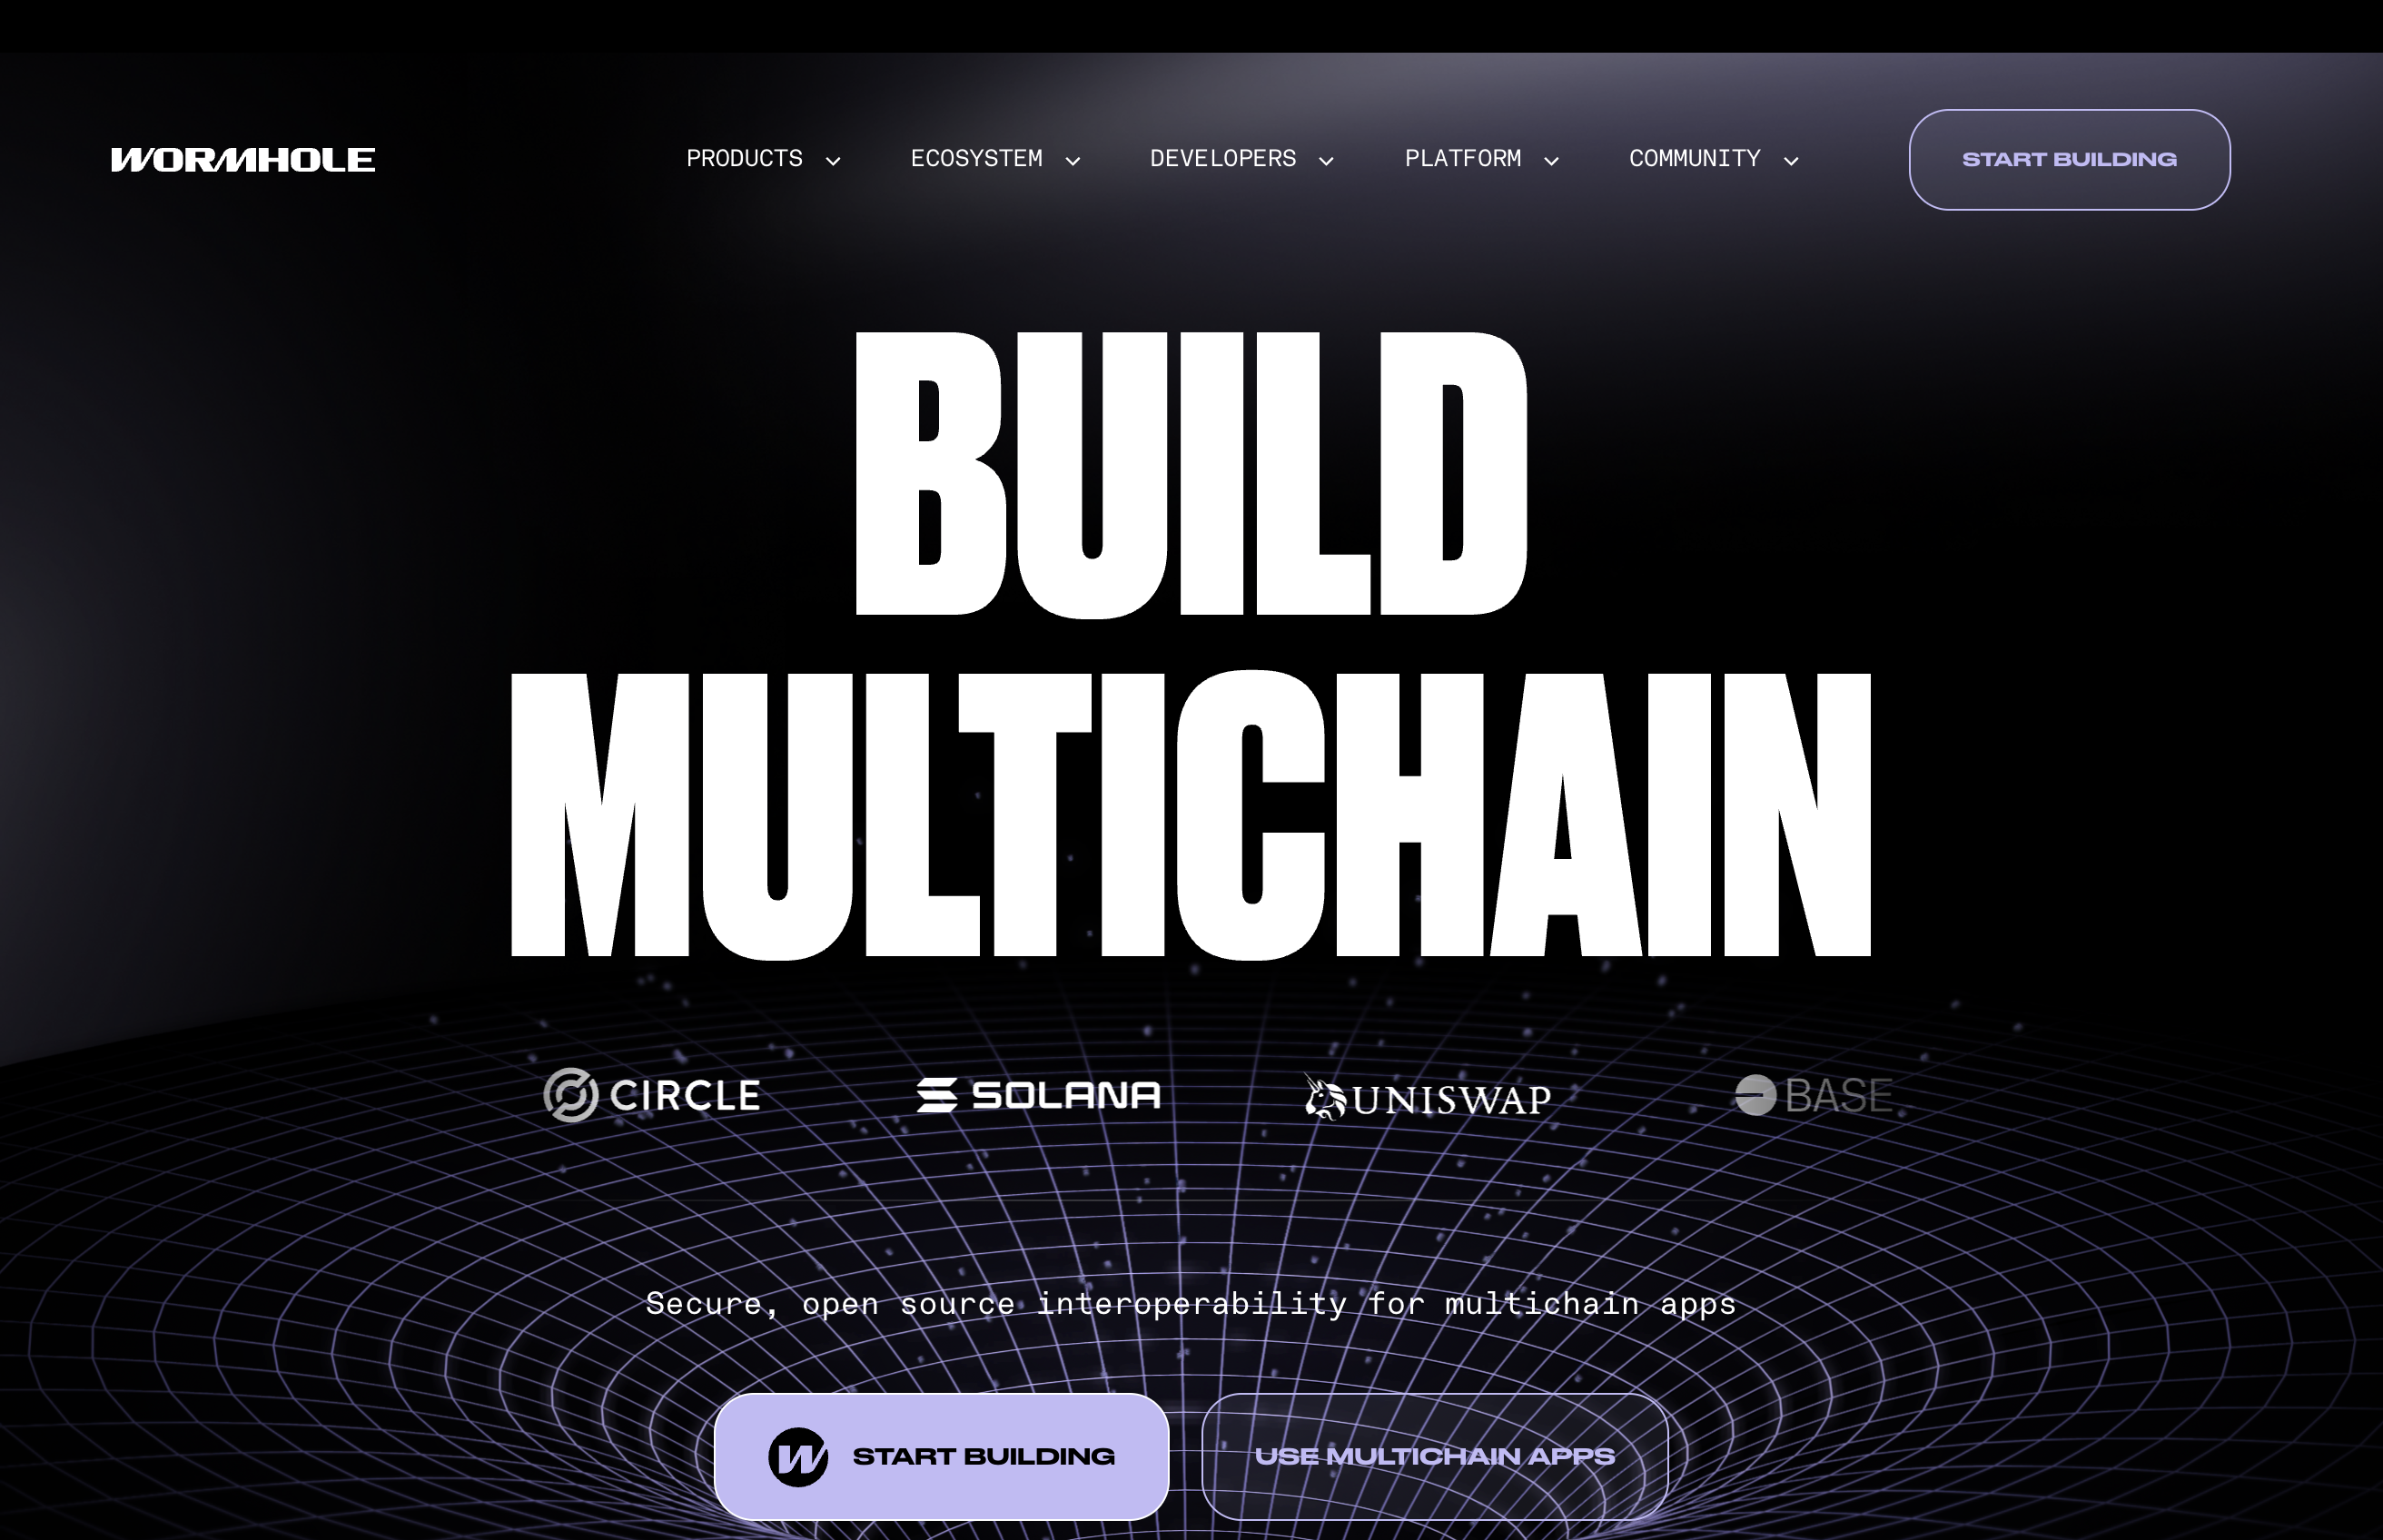 WORMHOLE
PRODUCTS
ECOSYSTEM
DEVELOPERS
PLATFORM
COMMUNITY
START BUILDING
BUILD
MULTICHAIN
CIRCLE
SOLANA
UNISWAP
BASE
Secure, open source interoperability for multichain apps
START BUILDING
USE MULTICHAIN APPS